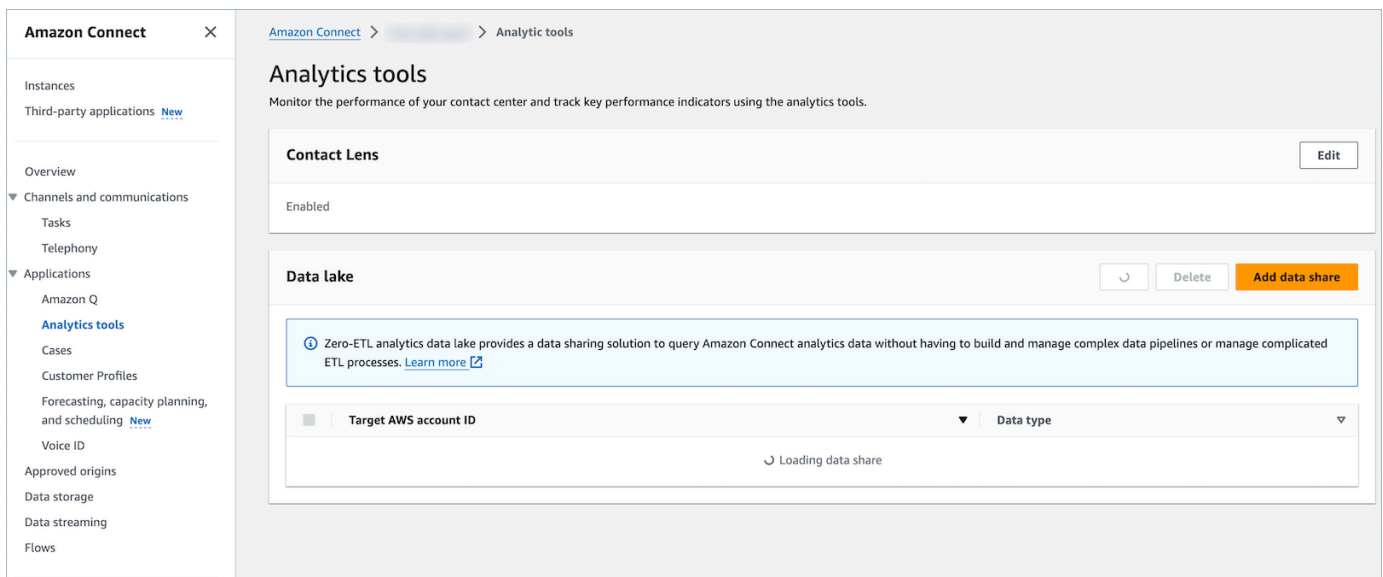 Amazon Connect
Instances
Third-party applications New
Overview
Channels and communications
Tasks
Telephony
Applications
Amazon Q
Analytics tools
Cases
Customer Profiles
Forecasting, capacity planning,
and scheduling New
Voice ID
Approved origins
Data storage
Data streaming
Flows
Amazon Connect > > Analytic tools
Analytics tools
Monitor the performance of your contact center and track key performance indicators using the analytics tools.
Contact Lens Edit
Enabled
Data lake Delete Add data share
Zero-ETL analytics data lake provides a data sharing solution to query Amazon Connect analytics data without having to build and manage complex data pipelines or manage complicated
ETL processes. Learn more
Target AWS account ID Data type
Loading data share